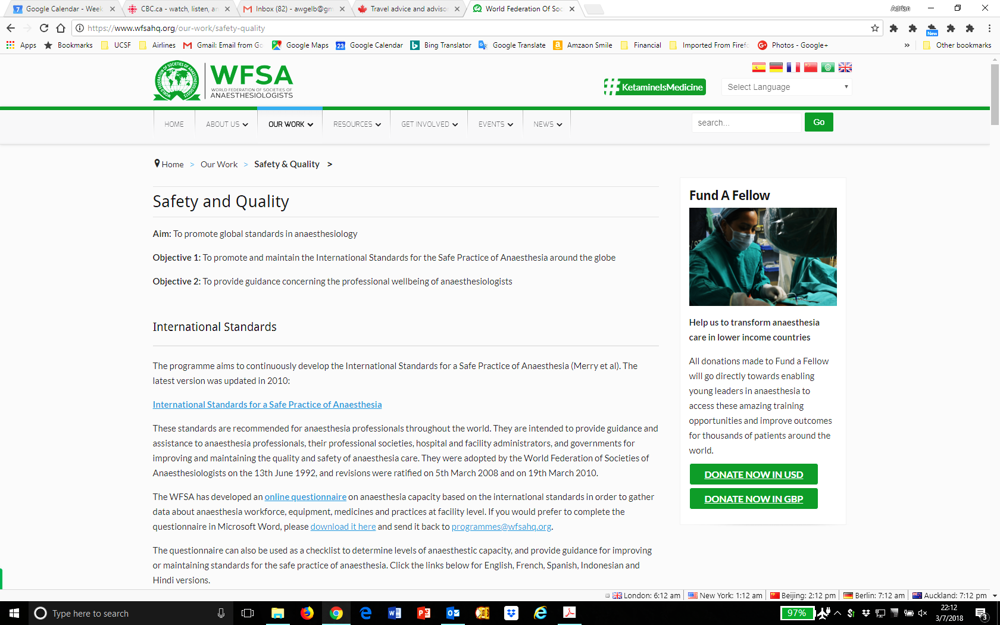 Google Calendar - Week
CBC.ca - watch, listen, an
Inbox (82) - awgelb@gm
Travel advice and advisor
World Federation Of Soc
Adrian
https://www.wfsahq.org/our-work/safety-quality
New
Apps
Bookmarks
UCSF
Airlines
Gmail: Email from Go
Google Maps
23
Google Calendar
Bing Translator
Google Translate
Amzaon Smile
Financial
Imported From Firef
Photos - Google+
Other bookmarks
WORLD FEDERATION OF SOCIETIES OF ANAESTHESIOLOGISTS
WFSA
WORLD FEDERATION OF SOCIETIES OF
ANAESTHESIOLOGISTS
#KetamineIsMedicine
Select Language
HOME
ABOUT US
OUR WORK
RESOURCES
GET INVOLVED
EVENTS
NEWS
search...
Go
Home > Our Work > Safety & Quality >
Safety and Quality
Aim: To promote global standards in anaesthesiology
Objective 1: To promote and maintain the International Standards for the Safe Practice of Anaesthesia around the globe
Objective 2: To provide guidance concerning the professional wellbeing of anaesthesiologists
International Standards
The programme aims to continuously develop the International Standards for a Safe Practice of Anaesthesia (Merry et al). The
latest version was updated in 2010:
International Standards for a Safe Practice of Anaesthesia
These standards are recommended for anaesthesia professionals throughout the world. They are intended to provide guidance and
assistance to anaesthesia professionals, their professional societies, hospital and facility administrators, and governments for
improving and maintaining the quality and safety of anaesthesia care. They were adopted by the World Federation of Societies of
Anaesthesiologists on the 13th June 1992, and revisions were ratified on 5th March 2008 and on 19th March 2010.
The WFSA has developed an online questionnaire on anaesthesia capacity based on the international standards in order to gather
data about anaesthesia workforce, equipment, medicines and practices at facility level. If you would prefer to complete the
questionnaire in Microsoft Word, please download it here and send it back to programmes@wfsahq.org.
The questionnaire can also be used as a checklist to determine levels of anaesthestic capacity, and provide guidance for improving
or maintaining standards for the safe practice of anaesthesia. Click the links below for English, French, Spanish, Indonesian and
Hindi versions.
Fund A Fellow
Help us to transform anaesthesia
care in lower income countries
All donations made to Fund a Fellow
will go directly towards enabling
young leaders in anaesthesia to
access these amazing training
opportunities and improve outcomes
for thousands of patients around the
world.
DONATE NOW IN USD
DONATE NOW IN GBP
London: 6:12 am
New York: 1:12 am
Beijing: 2:12 pm
Berlin: 7:12 am
Auckland: 7:12 pm
Type here to search
97%
22:12
3/7/2018
3